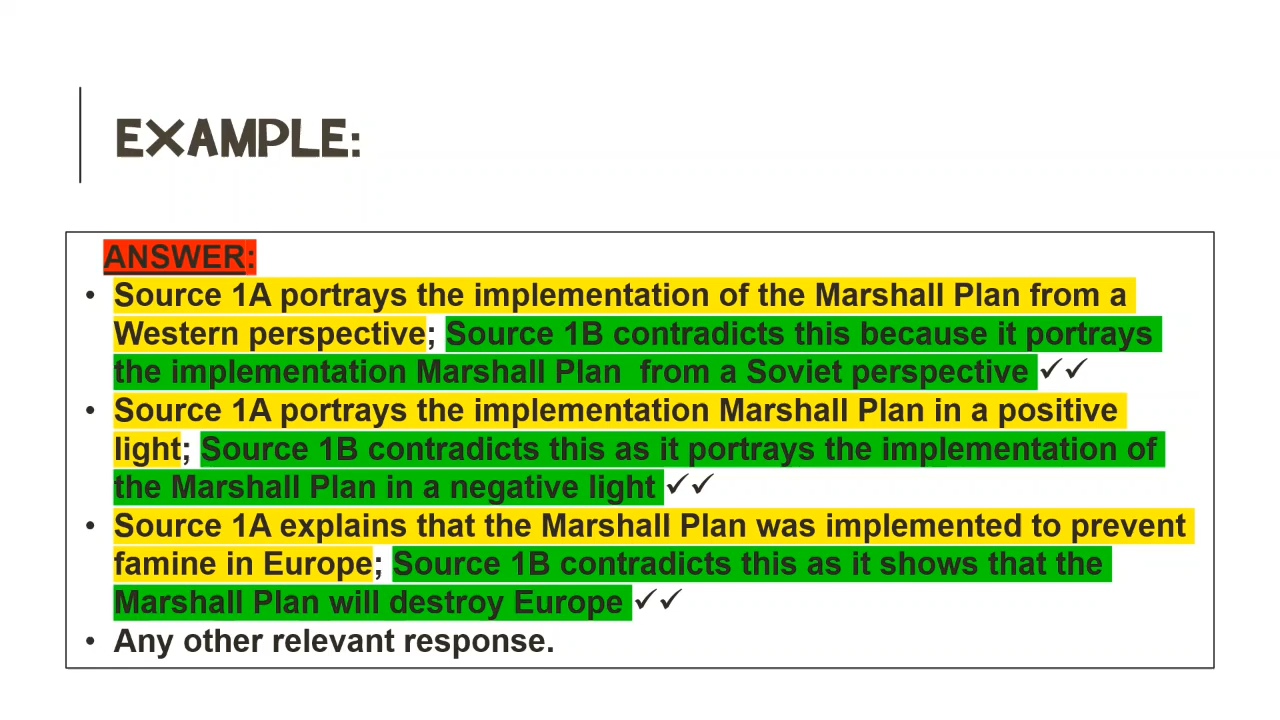 EXAMPLE:
ANSWER:
• Source 1A portrays the implementation of the Marshall Plan from a
Western perspective; Source 1B contradicts this because it portrays
the implementation Marshall Plan  from a Soviet perspective ✓✓
• Source 1A portrays the implementation Marshall Plan in a positive
light; Source 1B contradicts this as it portrays the implementation of
the Marshall Plan in a negative light ✓✓
• Source 1A explains that the Marshall Plan was implemented to prevent
famine in Europe; Source 1B contradicts this as it shows that the
Marshall Plan will destroy Europe ✓✓
• Any other relevant response.